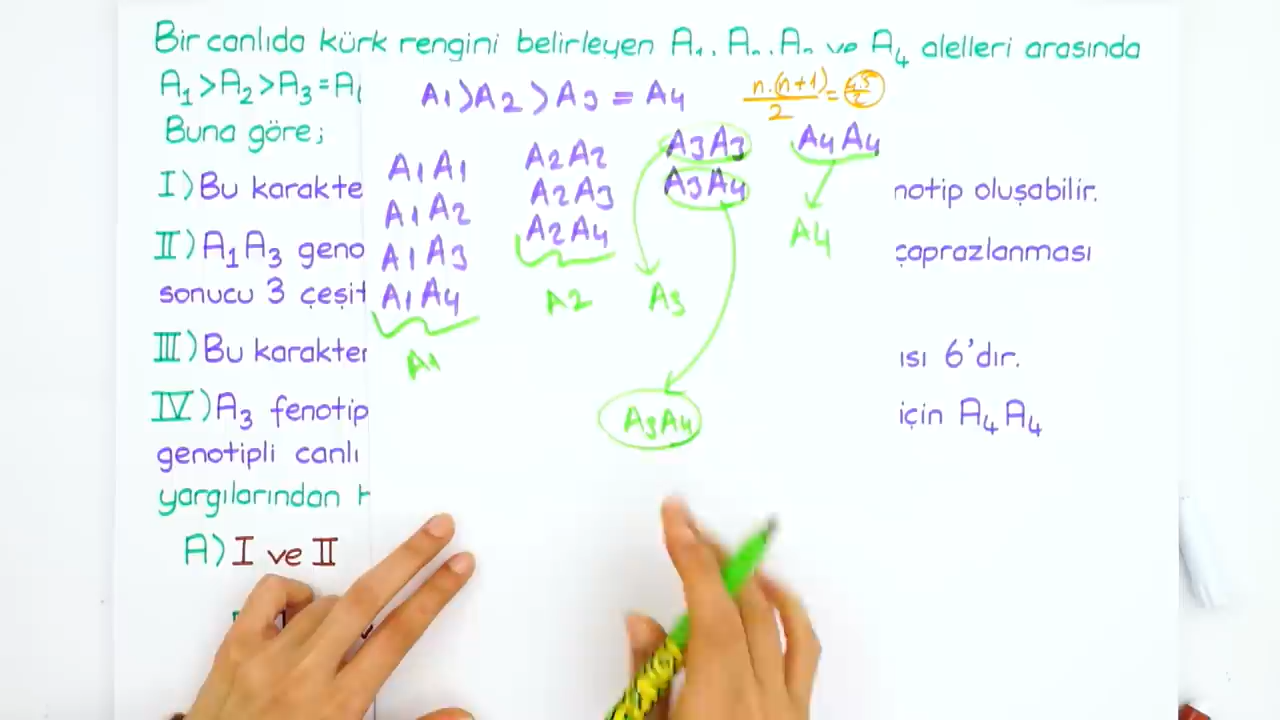 Bir canlıda kürk rengini belirleyen A₁, A₂, A₃ ve A₄ alelleri arasında
A₁>A₂>A₃=A₄
Buna göre;
I) Bu karakte
notip oluşabilir.
II) A₁A₃ geno
çaprazlanması
sonucu 3 çeşit
III) Bu karakter
ısı 6'dır.
IV) A₃ fenotip
için A₄A₄
genotipli canlı
yargılarından
A) I ve II
A1>A2>A3=A4
n.(n+1)/2 = 4.5/2
A1A1
A1A2
A1A3
A1A4
A1
A2A2
A2A3
A2A4
A2
A3A3
A3A4
A3
A3A4
A4A4
A4